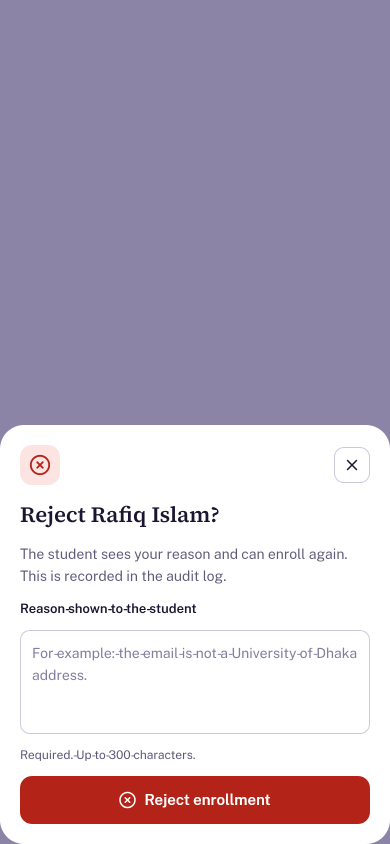 Reject Rafiq Islam?
The student sees your reason and can enroll again.
This is recorded in the audit log.
Reason-shown-to-the-student
For-example:-the-email-is-not-a-University-of-Dhaka
address.
Required.-Up-to-300-characters.
Reject enrollment